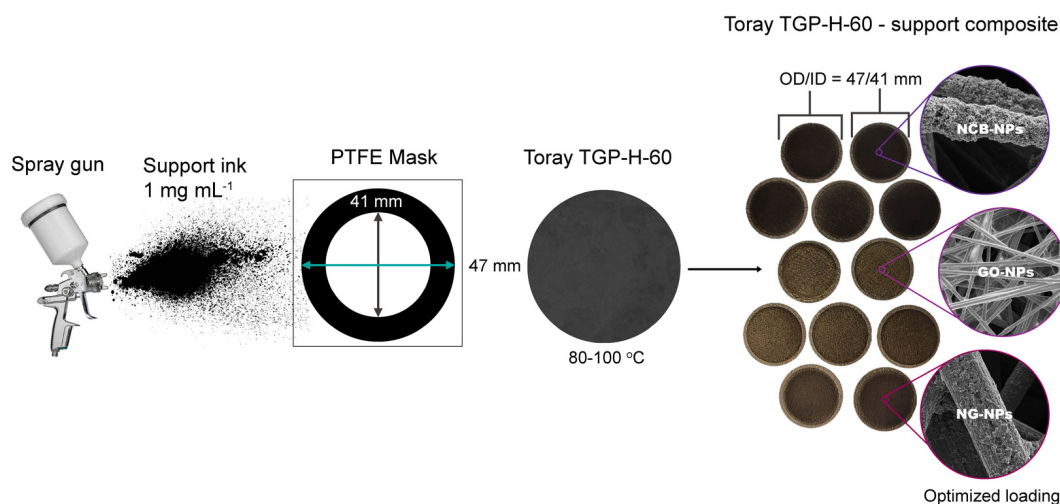 Toray TGP-H-60 - support composite
OD/ID = 47/41 mm
NCB-NPs
Spray gun
Support ink
1 mg mL⁻¹
PTFE Mask
41 mm
47 mm
Toray TGP-H-60
80-100 °C
GO-NPs
NG-NPs
Optimized loading